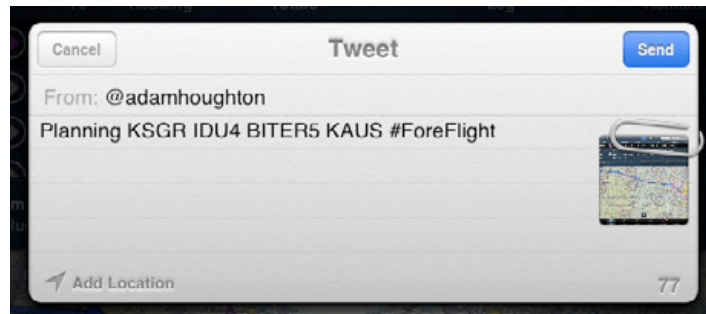 Cancel
Tweet
Send
From: @adamhoughton
Planning KSGR IDU4 BITER5 KAUS #ForeFlight
Add Location
77